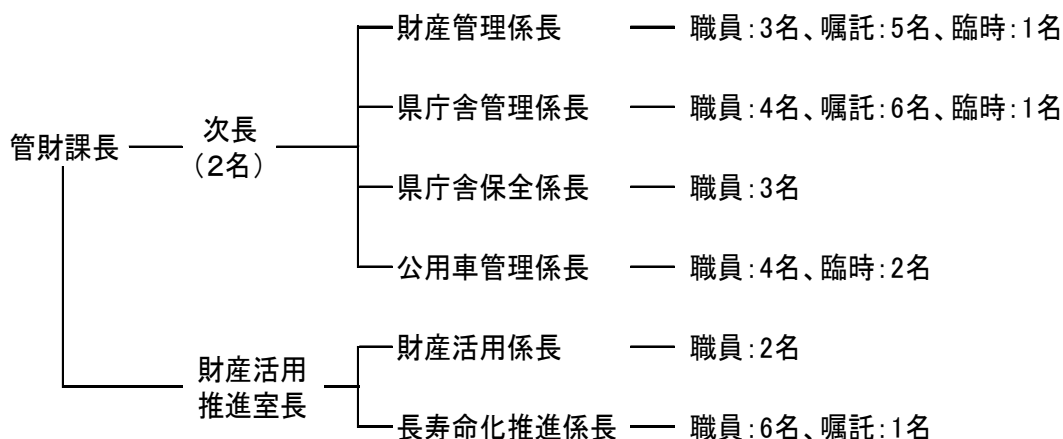 財産管理係長 職員:3名、嘱託:5名、臨時:1名
県庁舎管理係長 職員:4名、嘱託:6名、臨時:1名
管財課長 次長
(2名)
県庁舎保全係長 職員:3名
公用車管理係長 職員:4名、臨時:2名
財産活用係長 職員:2名
財産活用
推進室長
長寿命化推進係長 職員:6名、嘱託:1名